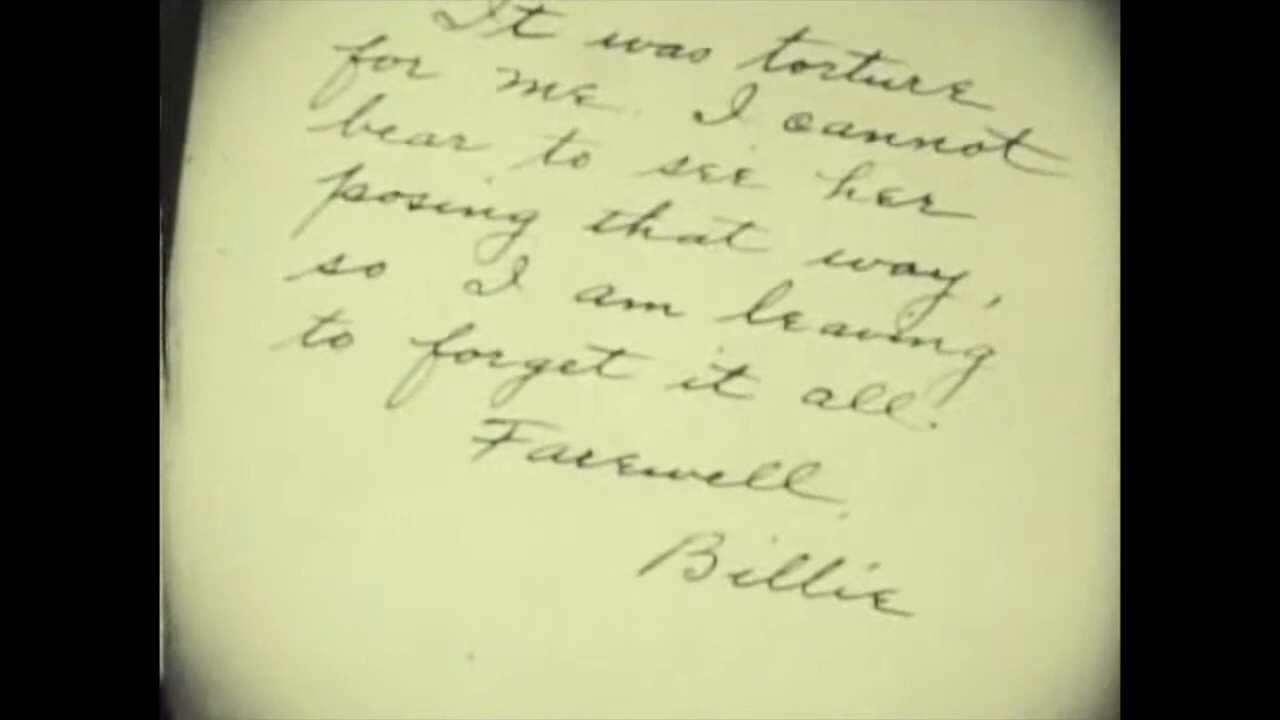 It was torture
for me. I cannot
bear to see her
posing that way,
so I am leaving
to forget it all.
Farewell,
Billie